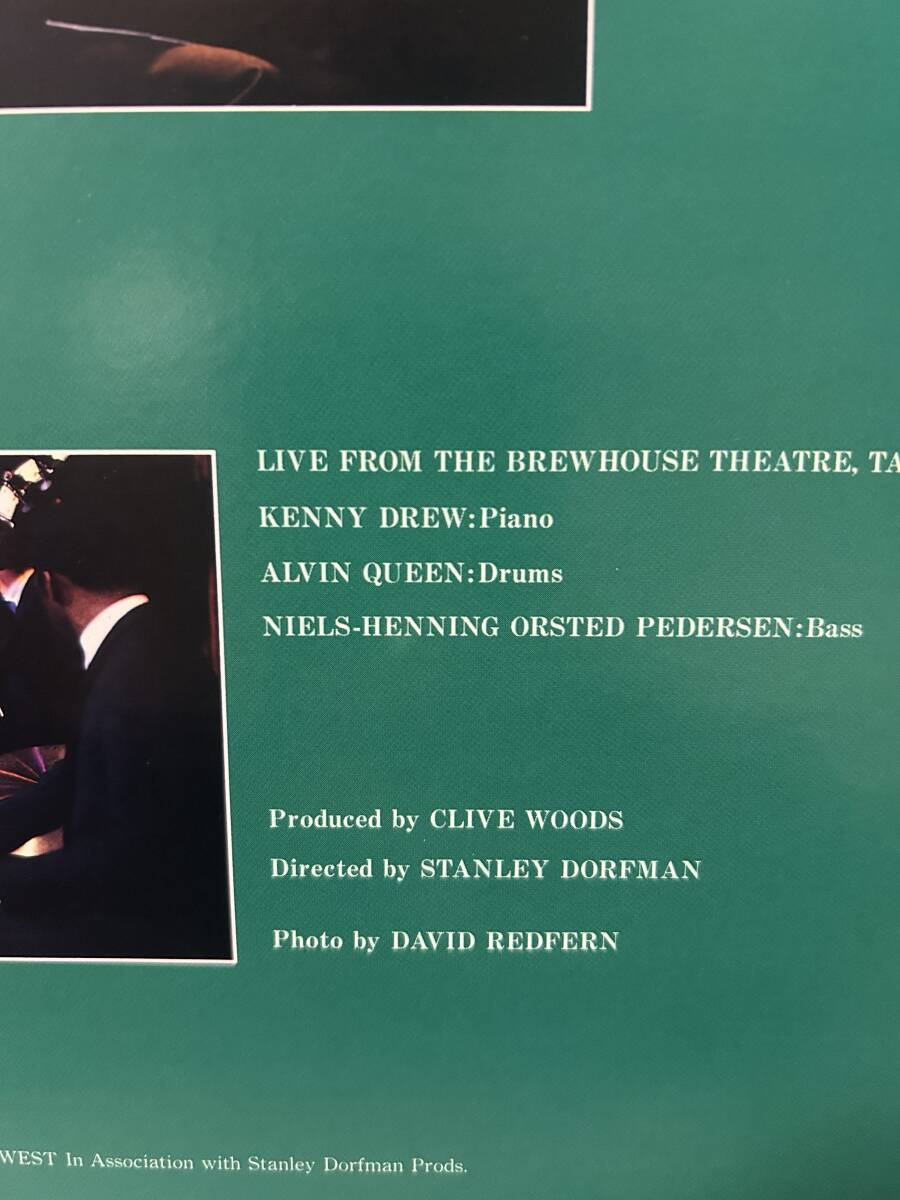 LIVE FROM THE BREWHOUSE THEATRE, TA
KENNY DREW:Piano
ALVIN QUEEN:Drums
NIELS-HENNING ORSTED PEDERSEN:Bass
Produced by CLIVE WOODS
Directed by STANLEY DORFMAN
Photo by DAVID REDFERN
WEST In Association with Stanley Dorfman Prods.